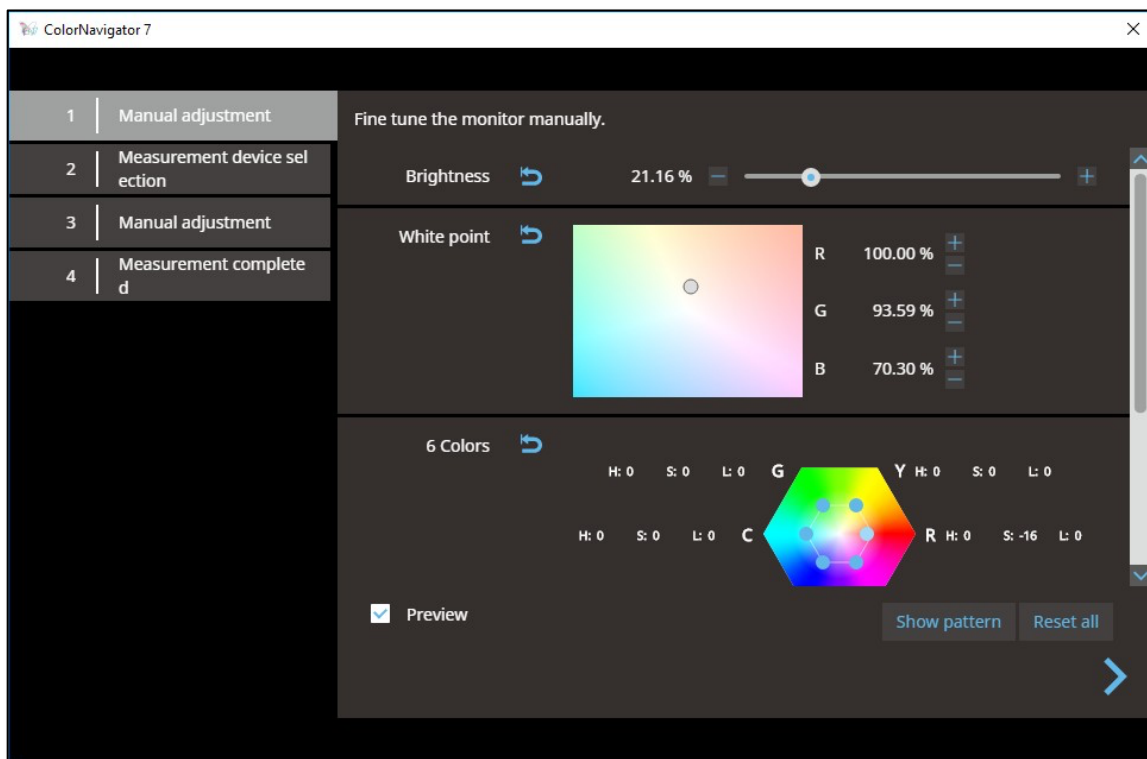 ColorNavigator 7
1 Manual adjustment
2 Measurement device sel
ection
3 Manual adjustment
4 Measurement complete
d
Fine tune the monitor manually.
Brightness 21.16 %
White point
R 100.00 %
G 93.59 %
B 70.30 %
6 Colors
H: 0 S: 0 L: 0 G Y H: 0 S: 0 L: 0
H: 0 S: 0 L: 0 C R H: 0 S: -16 L: 0
Preview
Show pattern Reset all